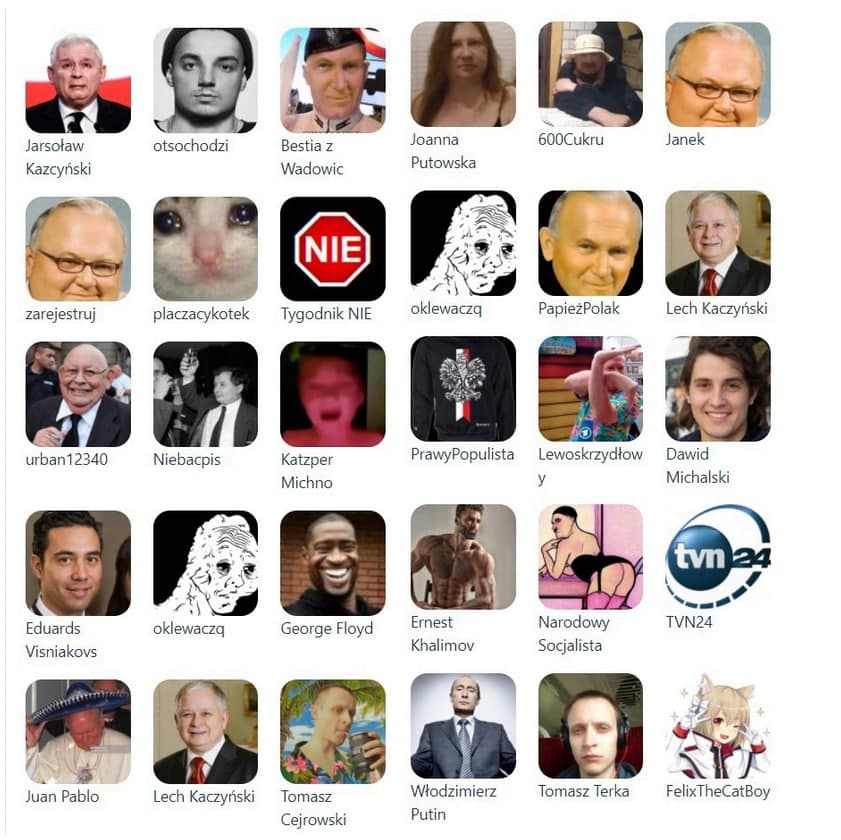 Jarsoław
Kazcyński
otsochodzi
Bestia z
Wadowic
Joanna
Putowska
600Cukru
Janek
zarejestruj
placzacykotek
NIE
Tygodnik NIE
oklewaczq
PapieżPolak
Lech Kaczyński
urban12340
Niebacpis
Katzper
Michno
PrawyPopulista
Lewoskrzydłow
y
Dawid
Michalski
Eduards
Visniakovs
oklewaczq
George Floyd
Ernest
Khalimov
Narodowy
Socjalista
tvn24
TVN24
Juan Pablo
Lech Kaczyński
Tomasz
Cejrowski
Włodzimierz
Putin
Tomasz Terka
FelixTheCatBoy